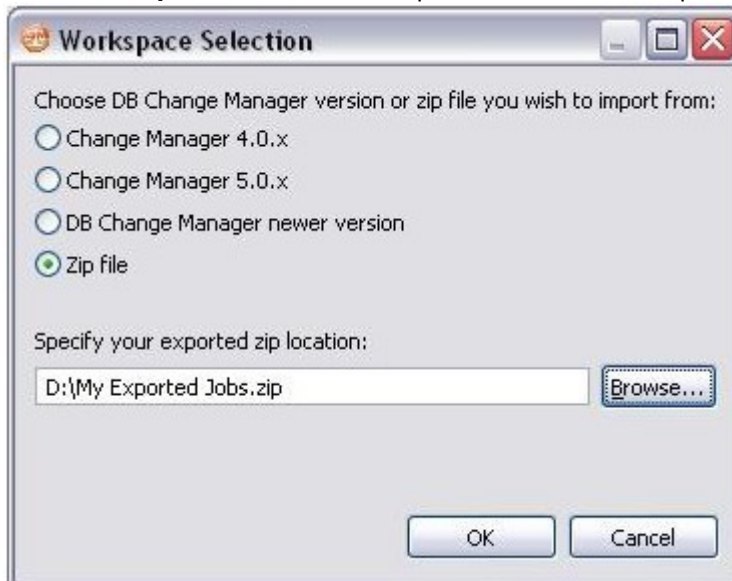 Workspace Selection
Choose DB Change Manager version or zip file you wish to import from:
Change Manager 4.0.x
Change Manager 5.0.x
DB Change Manager newer version
Zip file
Specify your exported zip location:
D:\My Exported Jobs.zip
Browse...
OK
Cancel